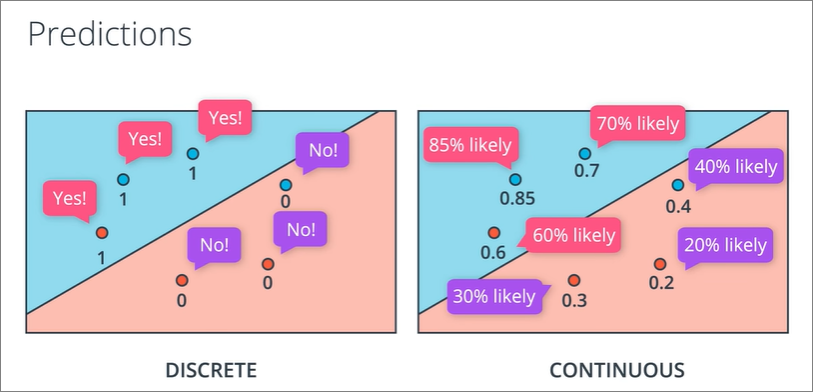 Predictions
Yes!
Yes!
Yes!
No!
No!
No!
1
1
1
0
0
0
DISCRETE
85% likely
70% likely
40% likely
60% likely
20% likely
30% likely
0.85
0.7
0.4
0.6
0.2
0.3
CONTINUOUS